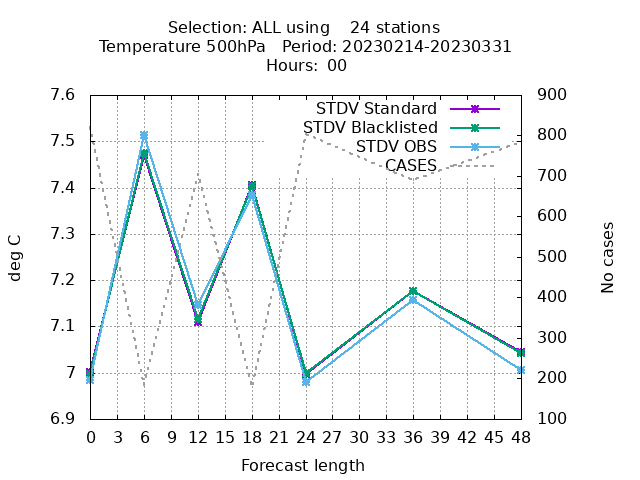 Selection: ALL using    24 stations
Temperature 500hPa   Period: 20230214-20230331
Hours:  00
STDV Standard
STDV Blacklisted
STDV OBS
CASES
7.6
7.5
7.4
7.3
7.2
7.1
7
6.9
deg C
900
800
700
600
500
400
300
200
100
No cases
0 3 6 9 12 15 18 21 24 27 30 33 36 39 42 45 48
Forecast length